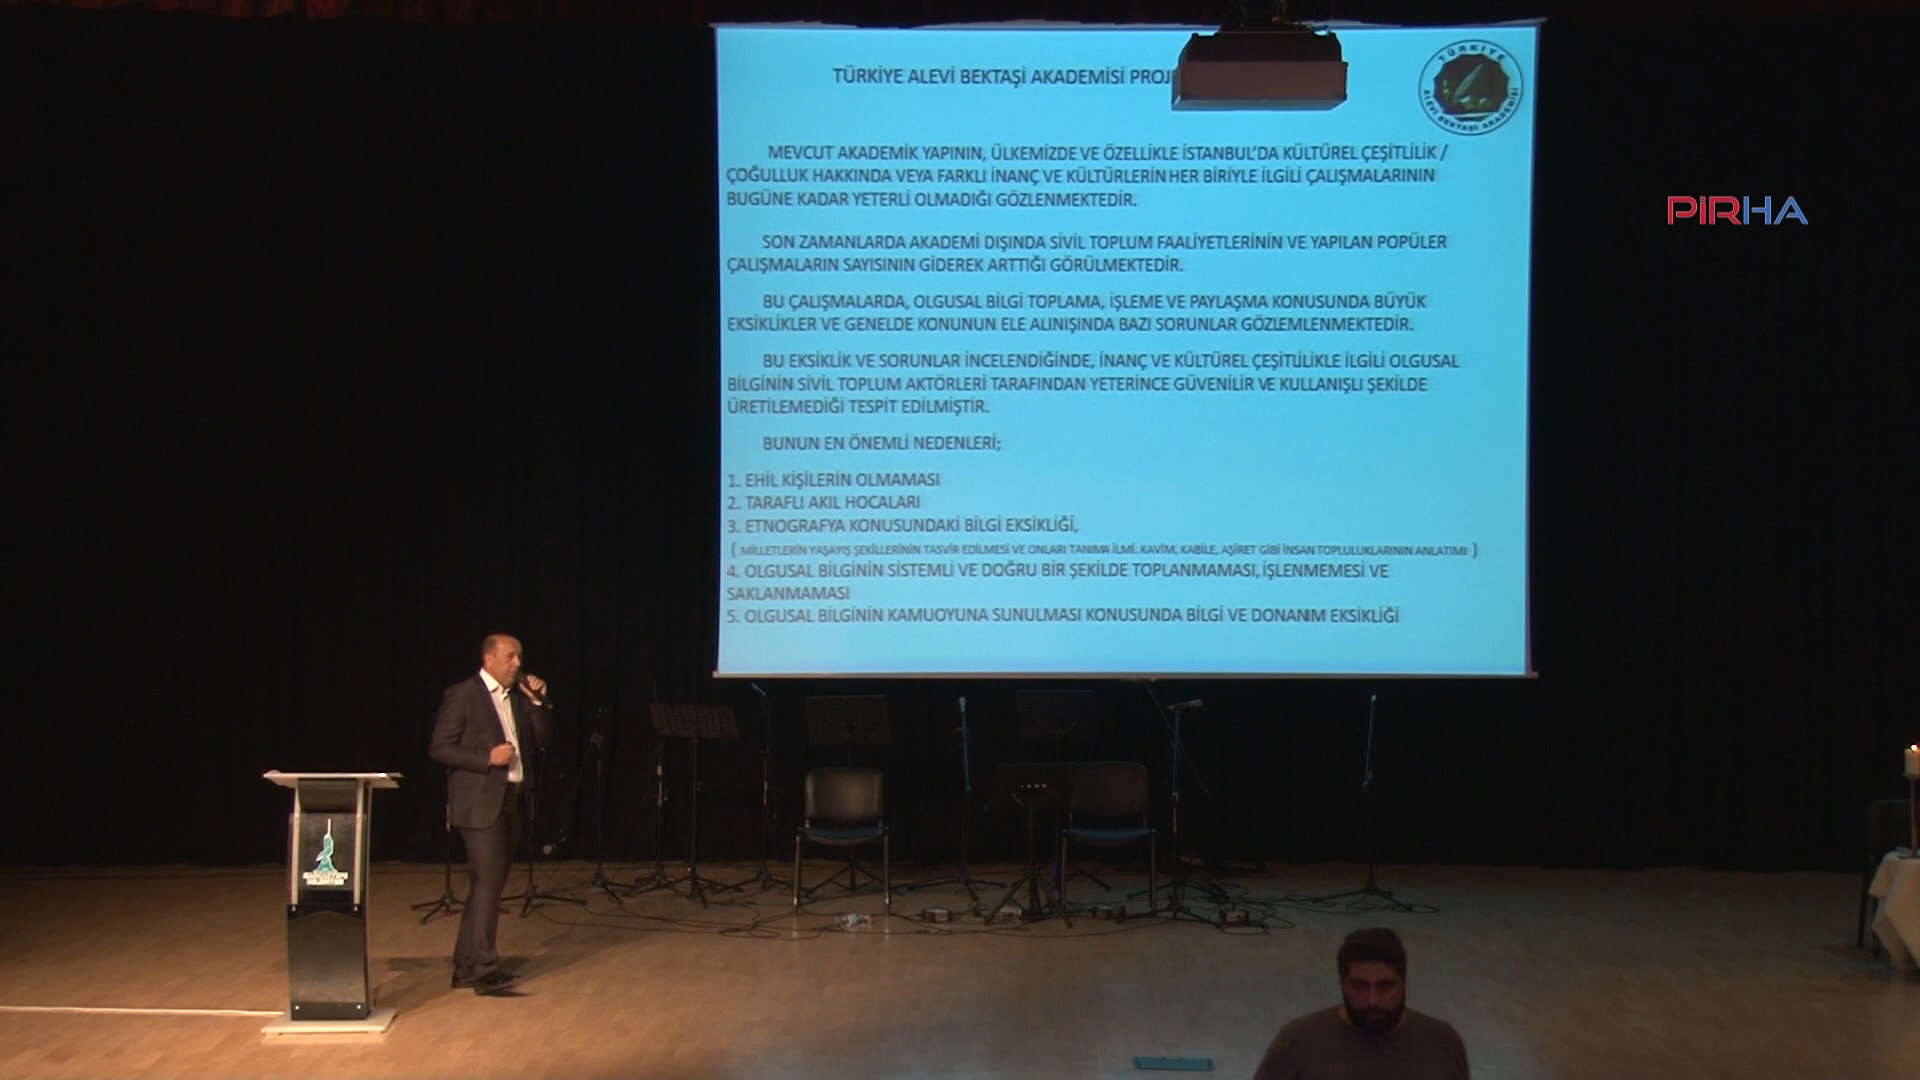 TÜRKİYE ALEVİ BEKTAŞİ AKADEMİSİ PROJ
TÜRKİYE
ALEVİ BEKTAŞİ AKADEMİSİ
MEVCUT AKADEMİK YAPININ, ÜLKEMİZDE VE ÖZELLİKLE İSTANBUL'DA KÜLTÜREL ÇEŞİTLİLİK /
ÇOĞULLUK HAKKINDA VEYA FARKLI İNANÇ VE KÜLTÜRLERİN HER BİRİYLE İLGİLİ ÇALIŞMALARININ
BUGÜNE KADAR YETERLİ OLMADIĞI GÖZLENMEKTEDİR.
PİRHA
SON ZAMANLARDA AKADEMİ DIŞINDA SİVİL TOPLUM FAALİYETLERİNİN VE YAPILAN POPÜLER
ÇALIŞMALARIN SAYISININ GİDEREK ARTTIĞI GÖRÜLMEKTEDİR.
BU ÇALIŞMALARDA, OLGUSAL BİLGİ TOPLAMA, İŞLEME VE PAYLAŞMA KONUSUNDA BÜYÜK
EKSİKLİKLER VE GENELDE KONUNUN ELE ALINIŞINDA BAZI SORUNLAR GÖZLEMLENMEKTEDİR.
BU EKSİKLİK VE SORUNLAR İNCELENDİĞİNDE, İNANÇ VE KÜLTÜREL ÇEŞİTLİLİKLE İLGİLİ OLGUSAL
BİLGİNİN SİVİL TOPLUM AKTÖRLERİ TARAFINDAN YETERİNCE GÜVENİLİR VE KULLANIŞLI ŞEKİLDE
ÜRETİLEMEDİĞİ TESPİT EDİLMİŞTİR.
BUNUN EN ÖNEMLİ NEDENLERİ;
1. EHİL KİŞİLERİN OLMAMASI
2. TARAFLI AKIL HOCALARI
3. ETNOGRAFYA KONUSUNDAKİ BİLGİ EKSİKLİĞİ,
( MİLLETLERİN YAŞAYIŞ ŞEKİLLERİNİN TASVİR EDİLMESİ VE ONLARI TANIMA İLMİ. KAVİM, KABİLE, AŞİRET GİBİ İNSAN TOPLULUKLARININ ANLATIMI )
4. OLGUSAL BİLGİNİN SİSTEMLİ VE DOĞRU BİR ŞEKİLDE TOPLANMAMASI, İŞLENMEMESİ VE
SAKLANMAMASI
5. OLGUSAL BİLGİNİN KAMUOYUNA SUNULMASI KONUSUNDA BİLGİ VE DONANIM EKSİKLİĞİ